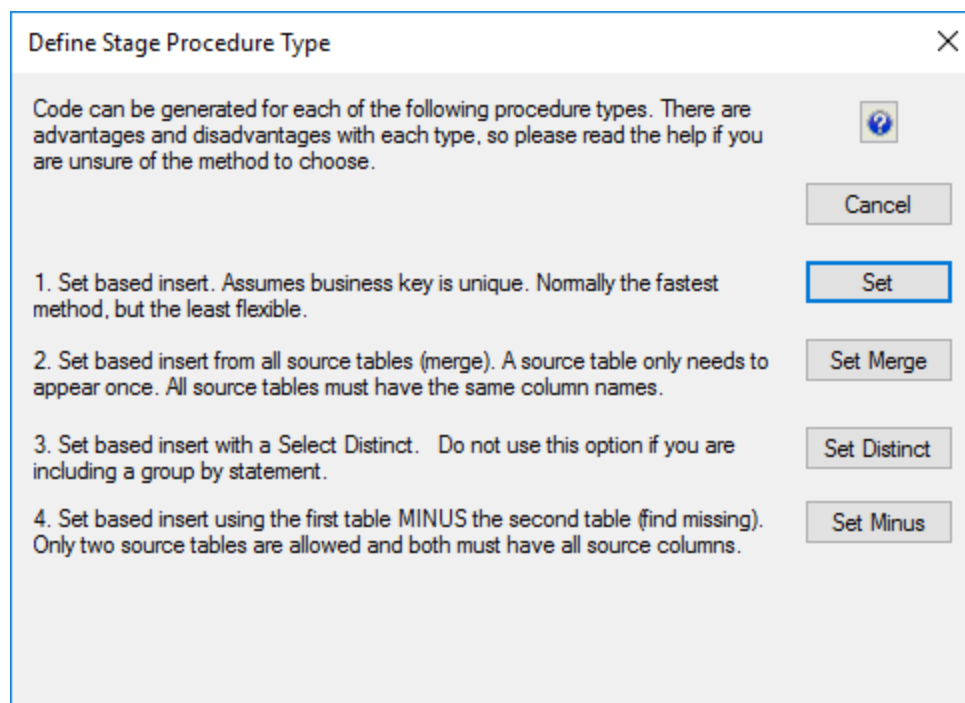 Define Stage Procedure Type
Code can be generated for each of the following procedure types. There are
advantages and disadvantages with each type, so please read the help if you
are unsure of the method to choose.
Cancel
1. Set based insert. Assumes business key is unique. Normally the fastest
method, but the least flexible.
Set
2. Set based insert from all source tables (merge). A source table only needs to
appear once. All source tables must have the same column names.
Set Merge
3. Set based insert with a Select Distinct.   Do not use this option if you are
including a group by statement.
Set Distinct
4. Set based insert using the first table MINUS the second table (find missing).
Only two source tables are allowed and both must have all source columns.
Set Minus